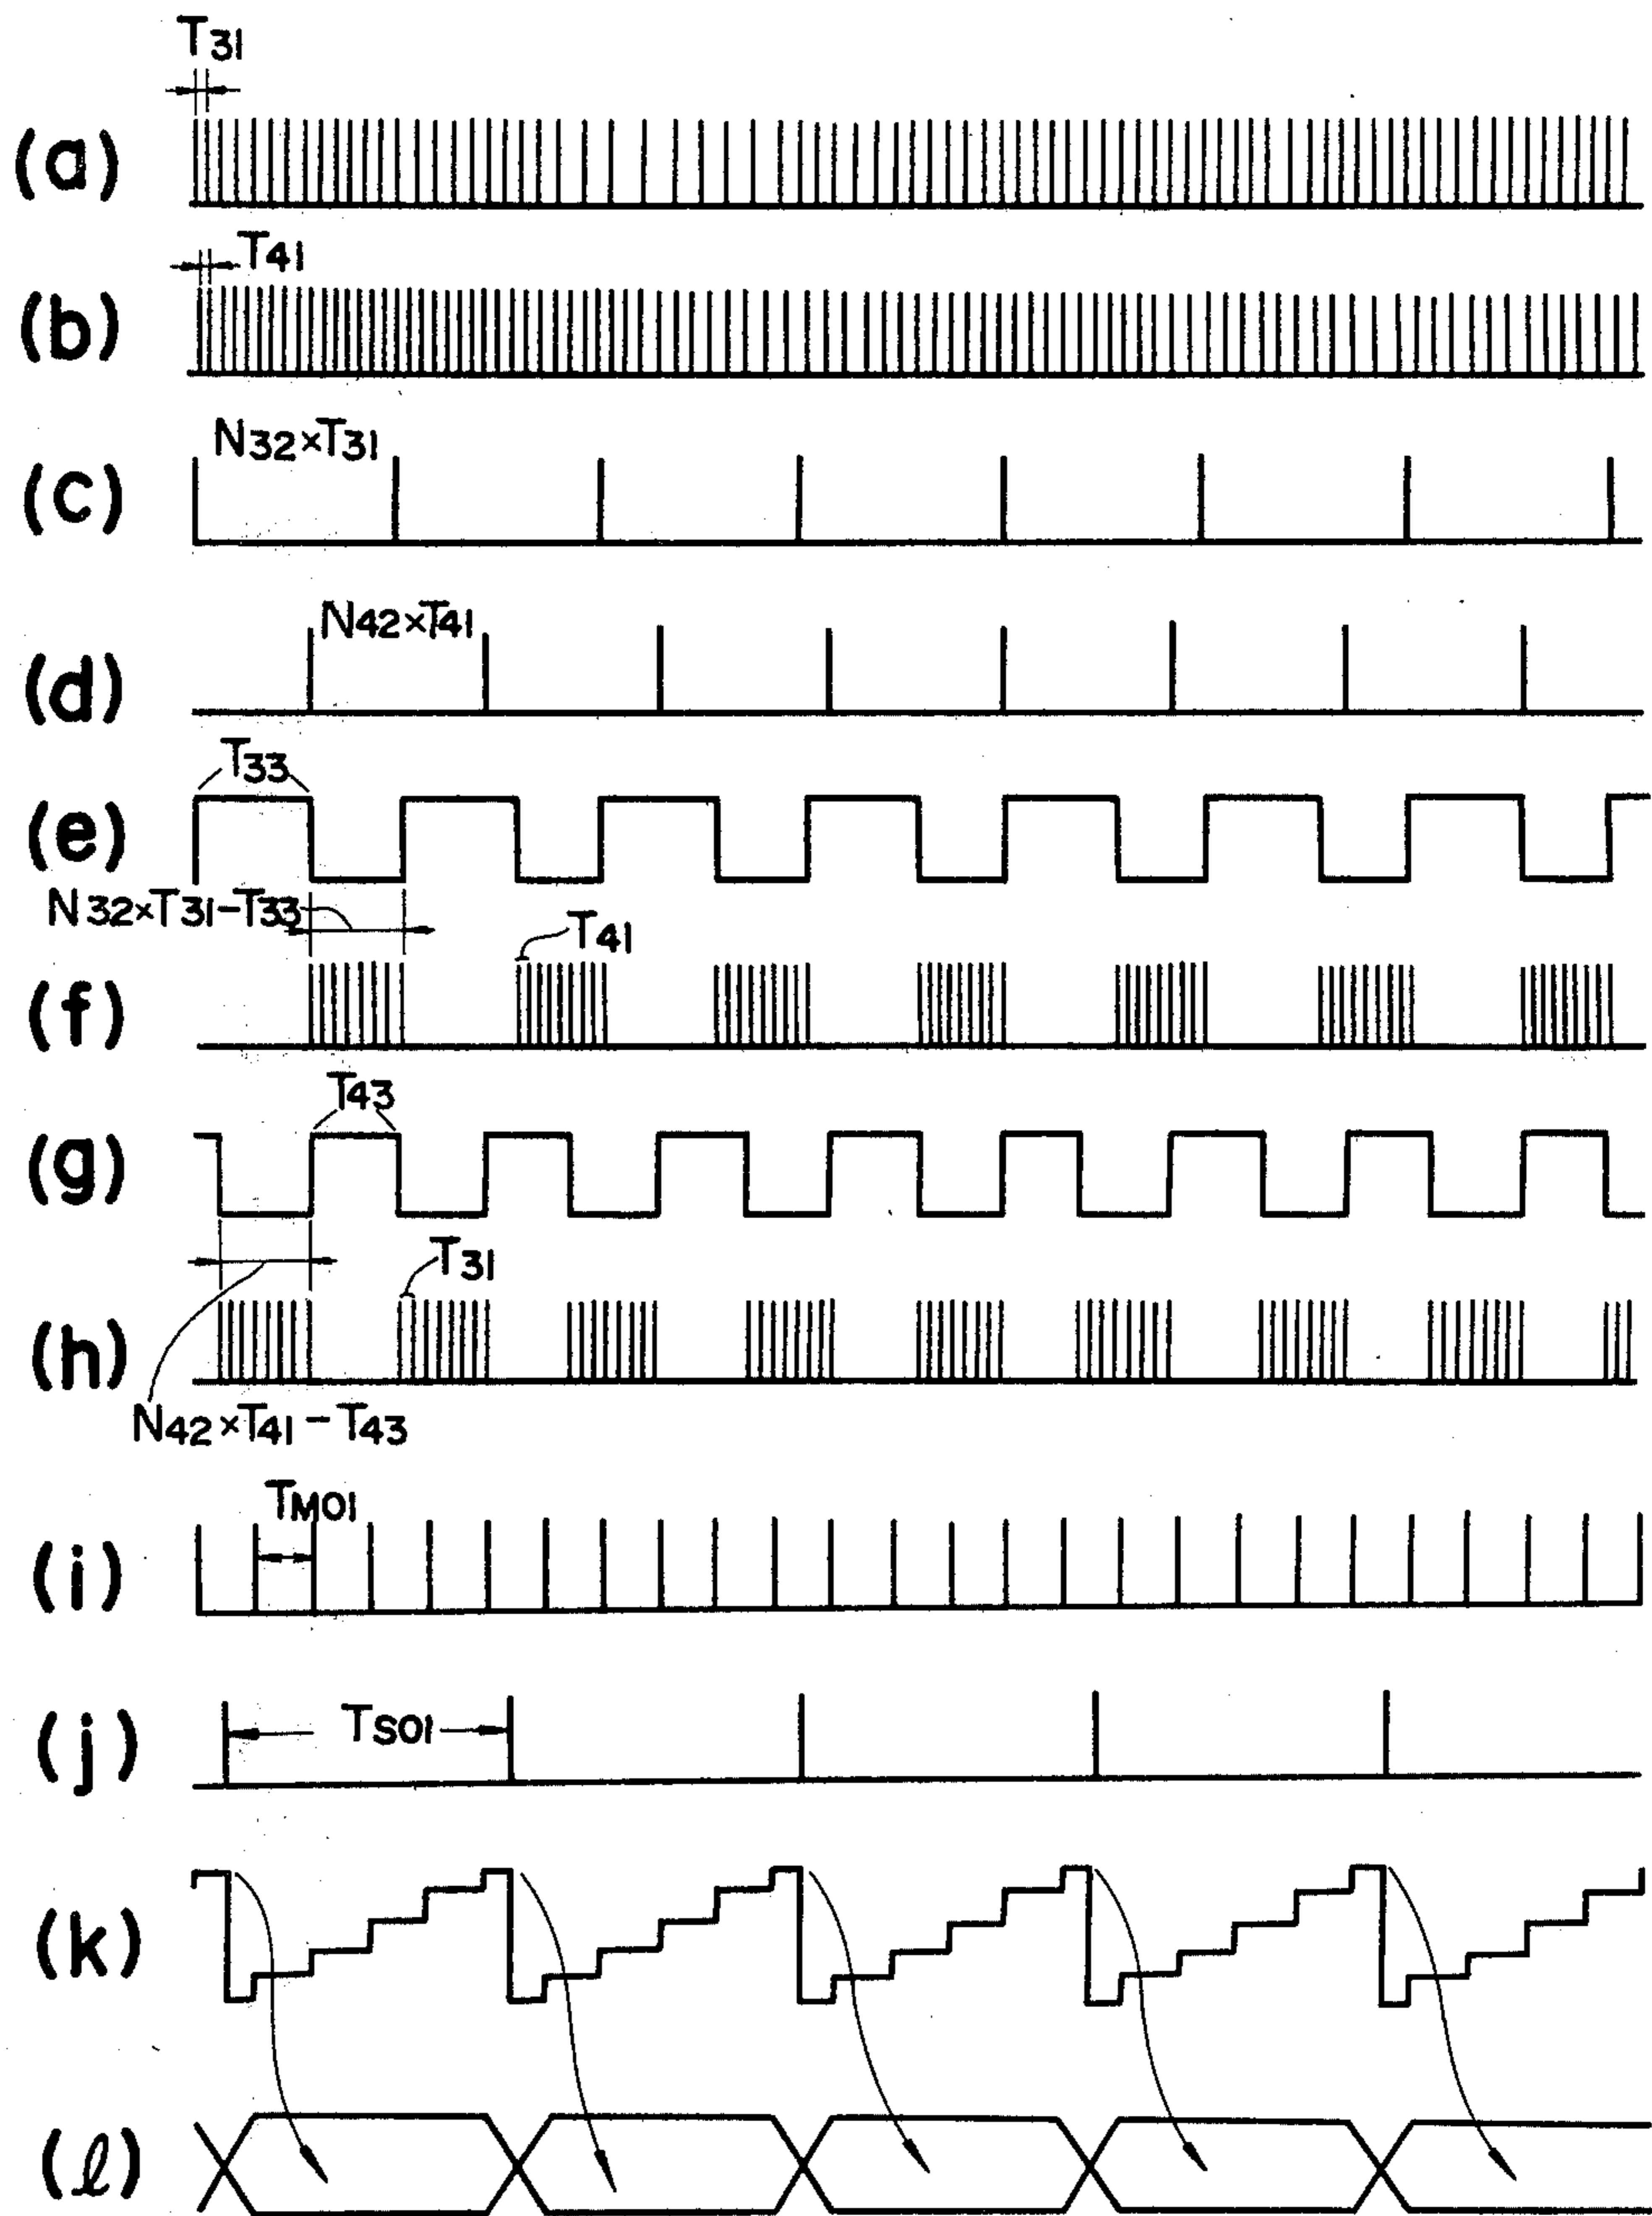 T31
(a)
T41
(b)
N32×T31
(c)
N42×T41
(d)
T33
(e)
N32×T31-T33
T41
(f)
T43
(g)
T31
(h)
N42×T41-T43
TM01
(i)
TS01
(j)
(k)
(ℓ)